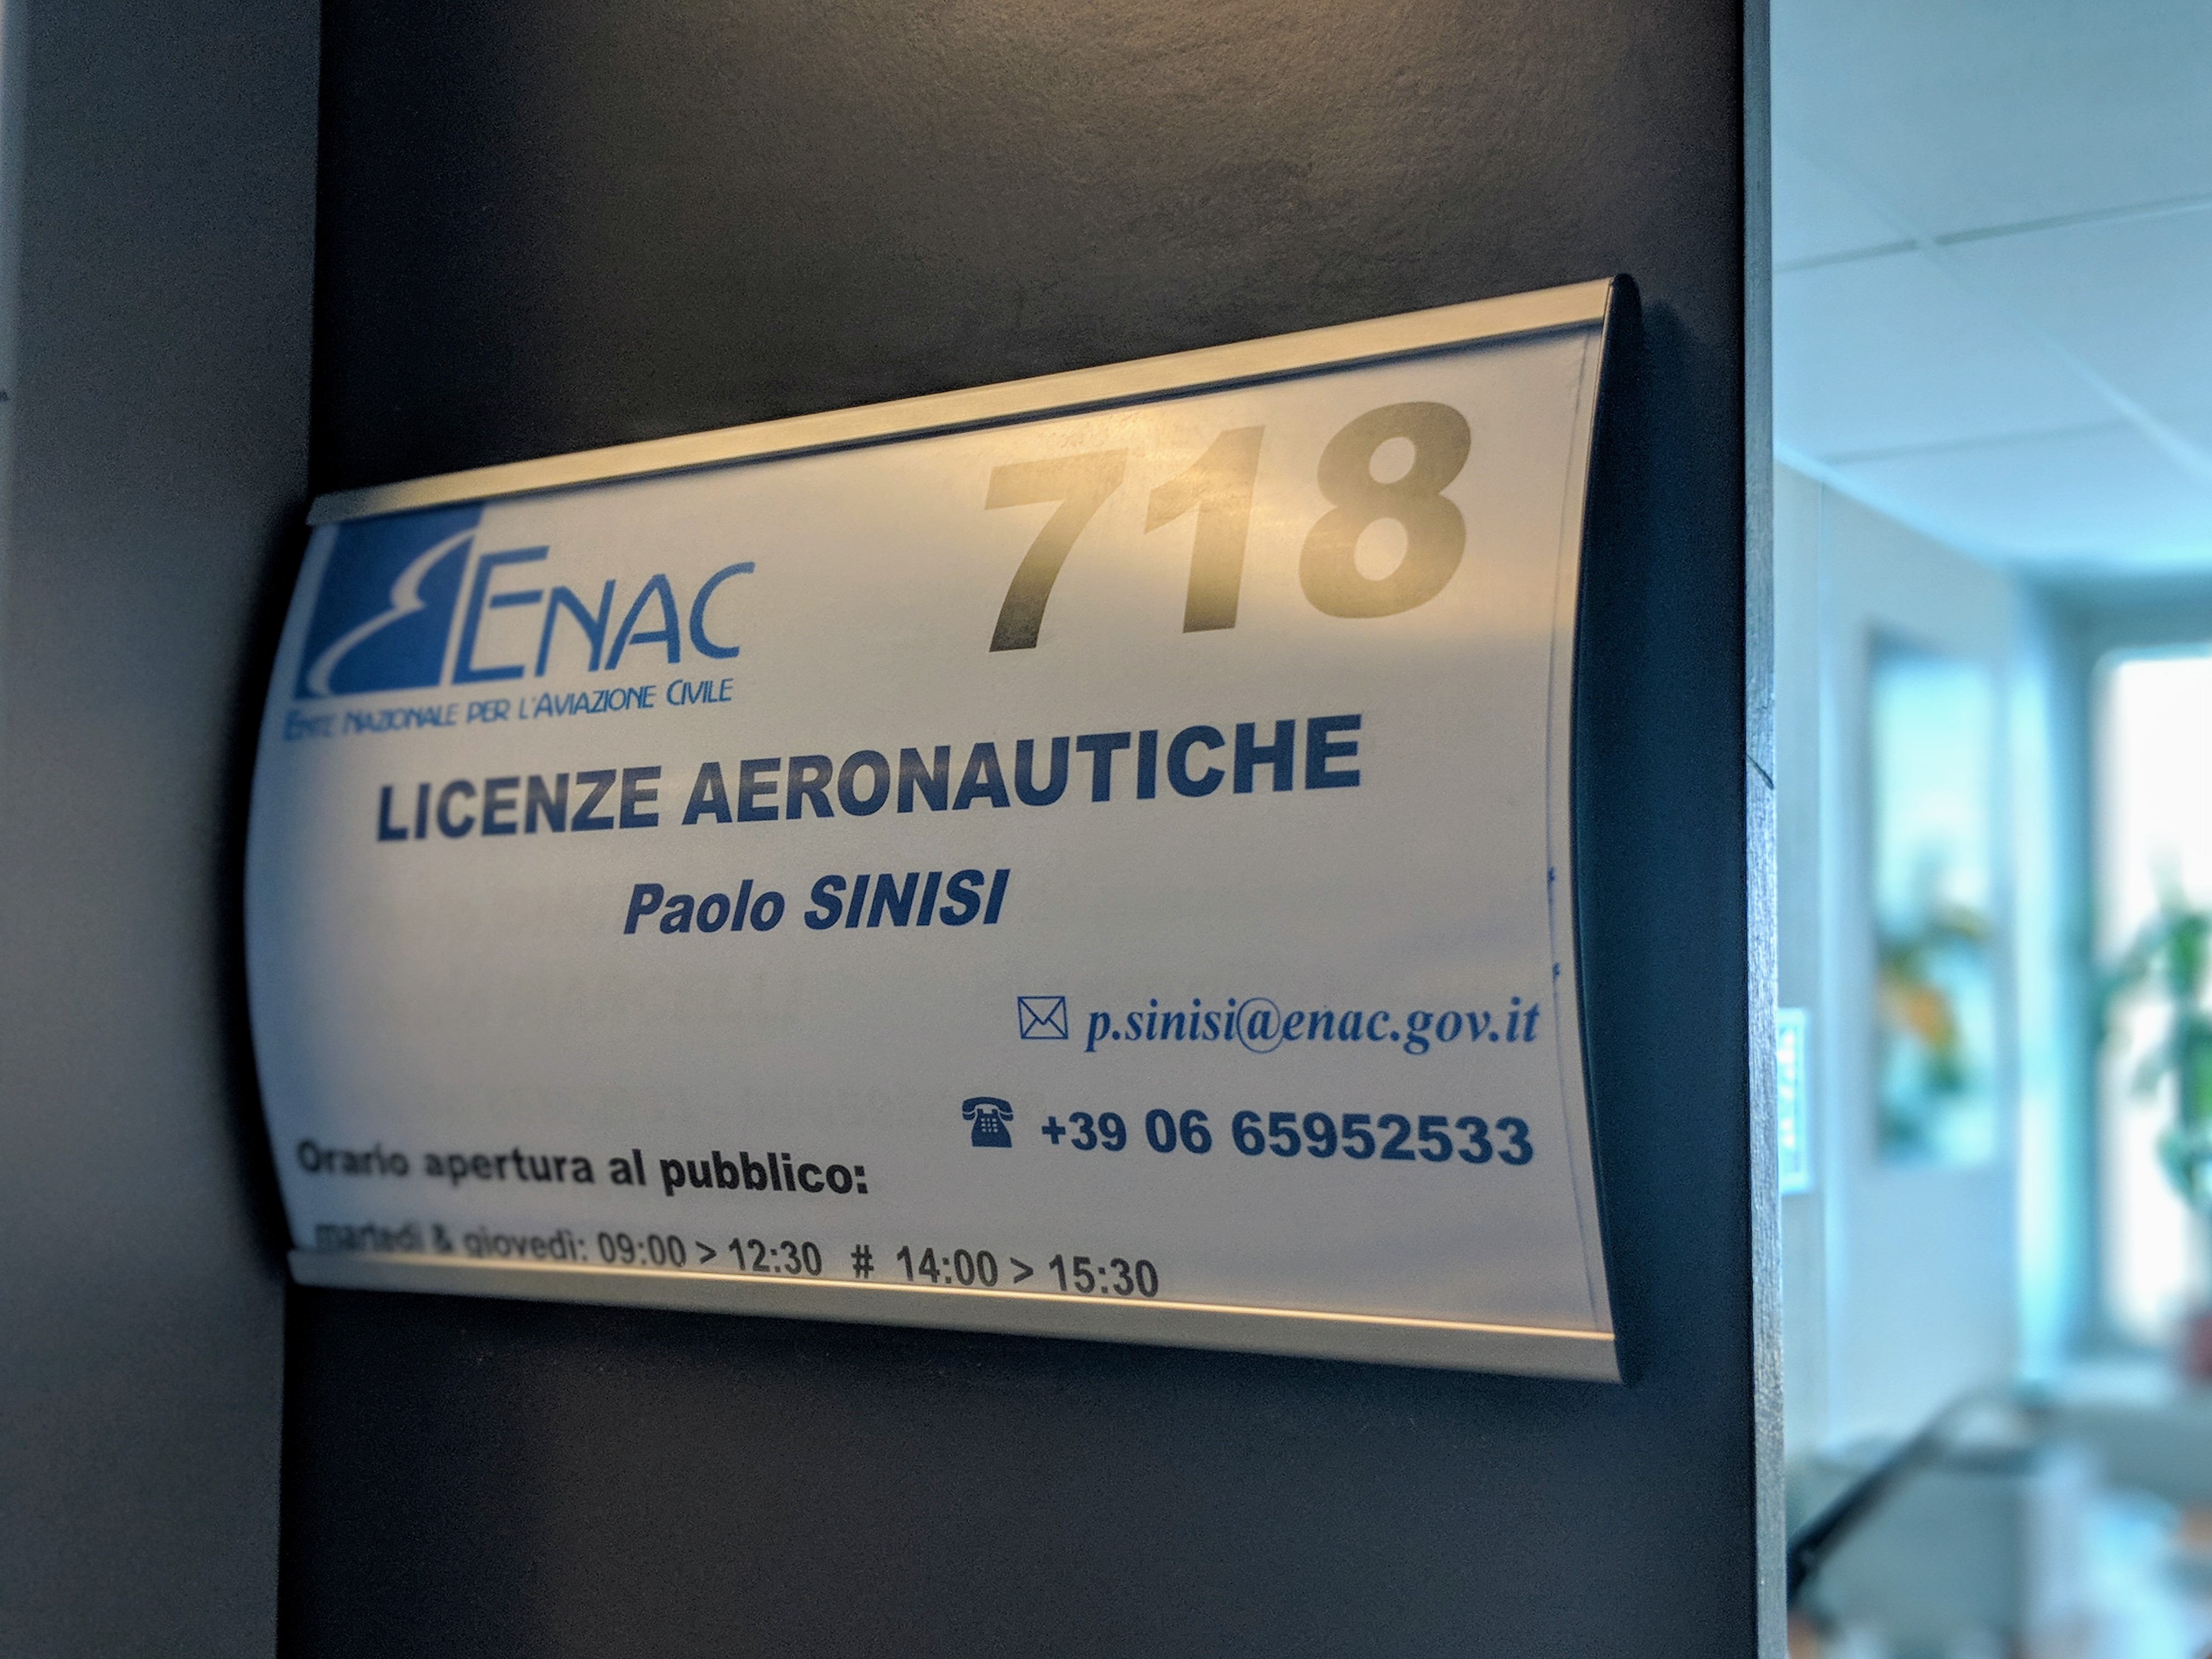 718
ENAC
ENTE NAZIONALE PER L'AVIAZIONE CIVILE
LICENZE AERONAUTICHE
Paolo SINISI
p.sinisi@enac.gov.it
+39 06 65952533
Orario apertura al pubblico:
martedì & giovedì: 09:00 > 12:30 # 14:00 > 15:30